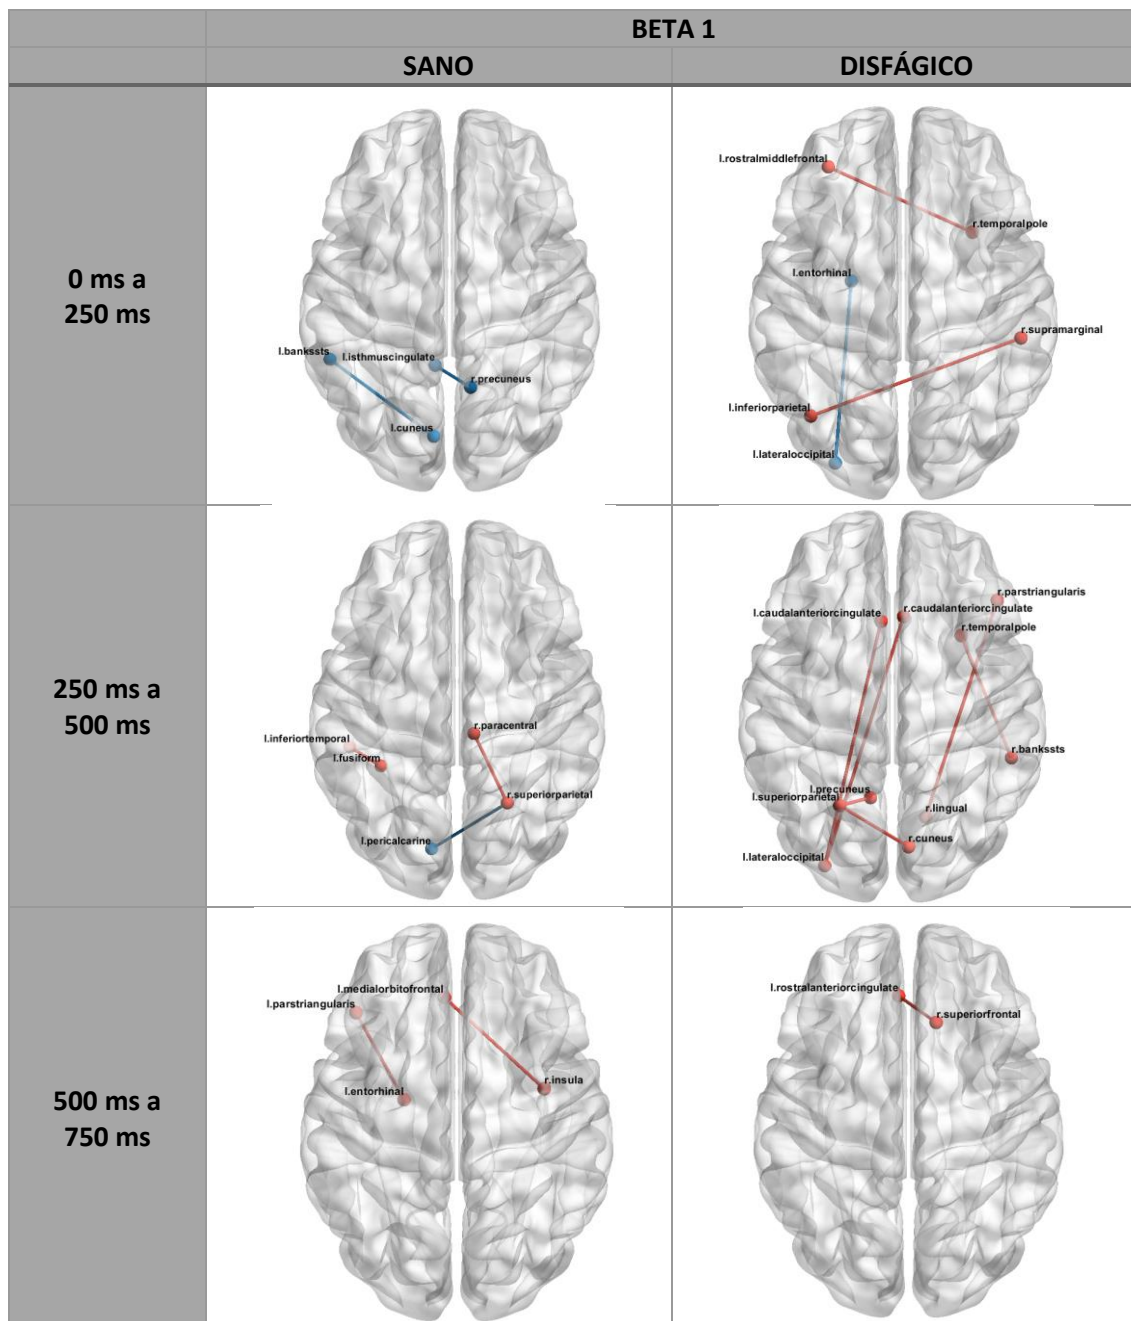 BETA 1
SANO
DISFÁGICO
0 ms a
250 ms
l.bankssts
l.isthmuscingulate
r.precuneus
l.cuneus
l.rostralmiddlefrontal
r.temporalpole
l.entorhinal
r.supramarginal
l.inferiorparietal
l.lateraloccipital
250 ms a
500 ms
r.paracentral
l.inferiortemporal
l.fusiform
r.superiorparietal
l.pericalcarine
r.parstriangularis
l.caudalanteriorcingulate
r.caudalanteriorcingulate
r.temporalpole
r.bankssts
l.precuneus
l.superiorparietal
r.lingual
r.cuneus
l.lateraloccipital
500 ms a
750 ms
l.medialorbitofrontal
l.parstriangularis
r.insula
l.entorhinal
l.rostralanteriorcingulate
r.superiorfrontal